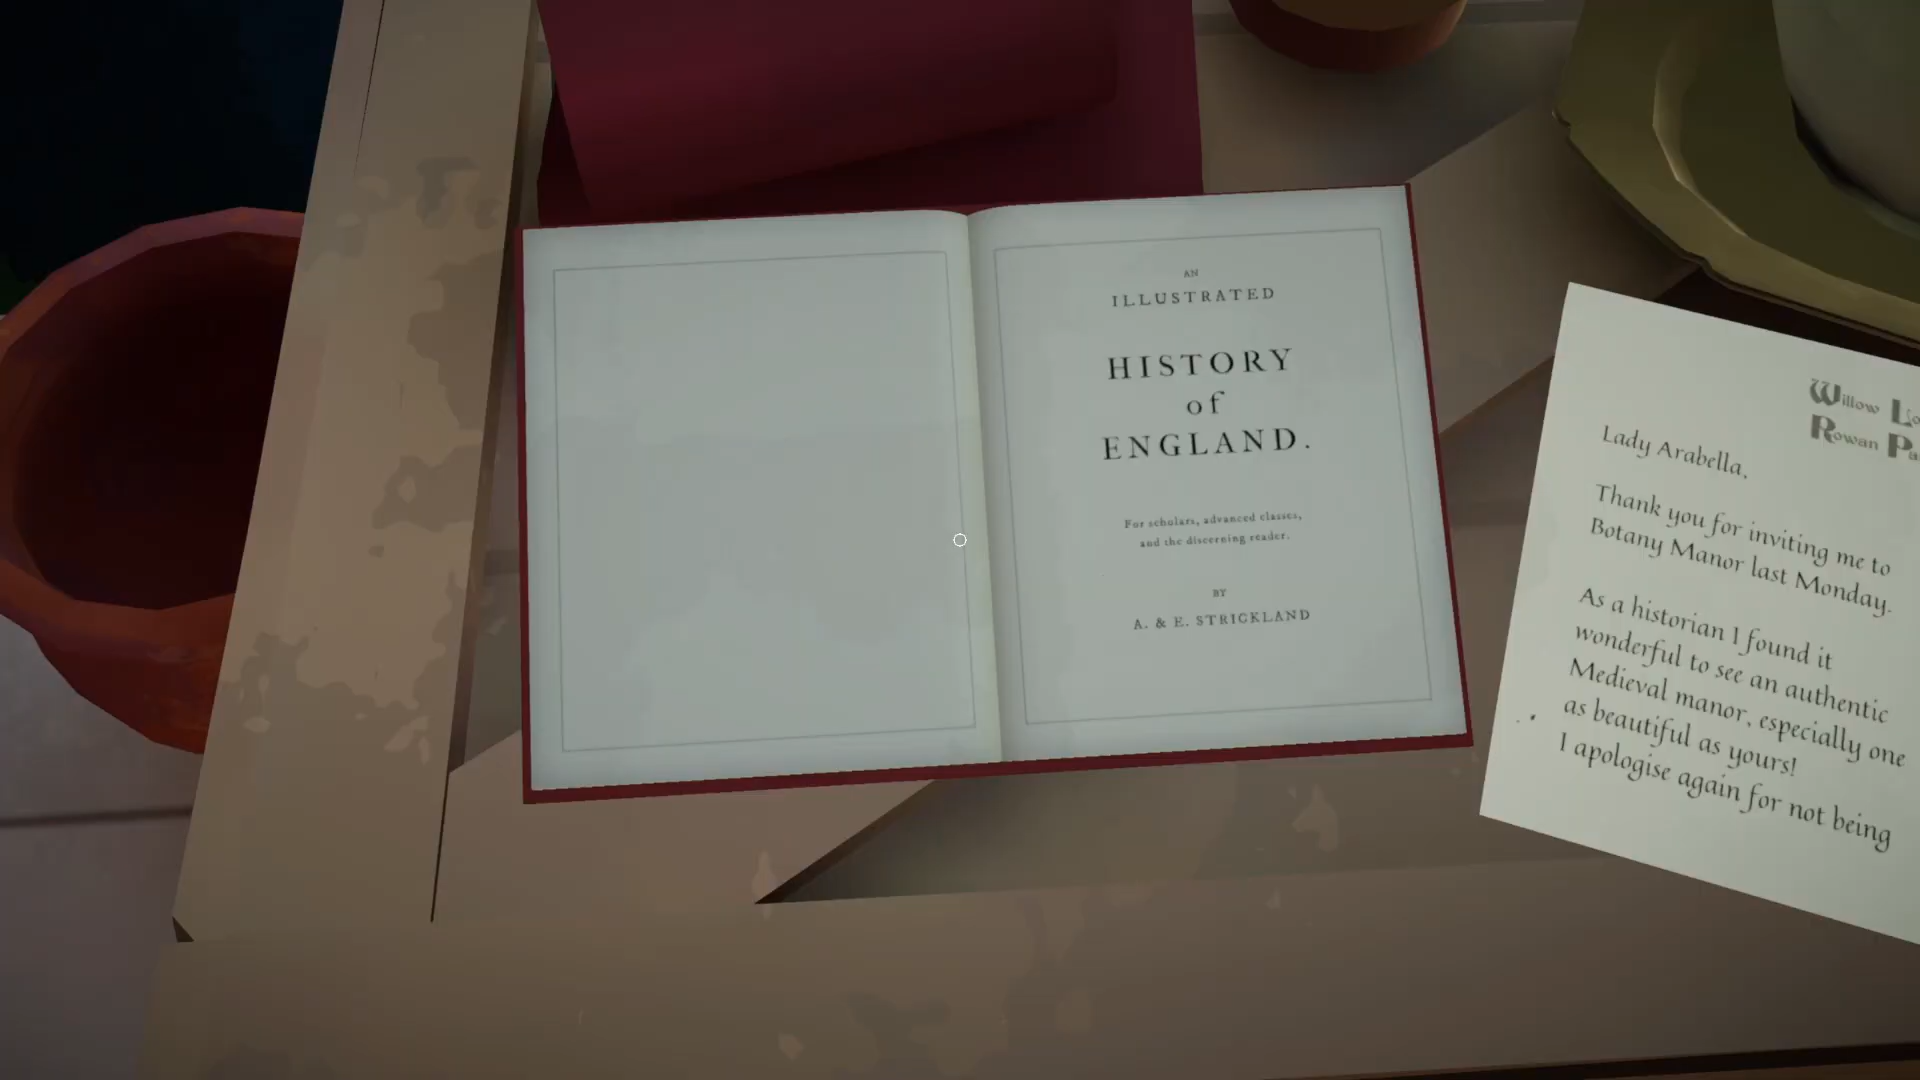 AN
ILLUSTRATED
HISTORY
of
ENGLAND.
For scholars, advanced classes,
and the discerning reader.
BY
A. & E. STRICKLAND
Willow
Rowan
Lady Arabella,
Thank you for inviting me to
Botany Manor last Monday.
As a historian I found it
wonderful to see an authentic
Medieval manor, especially one
as beautiful as yours!
I apologise again for not being